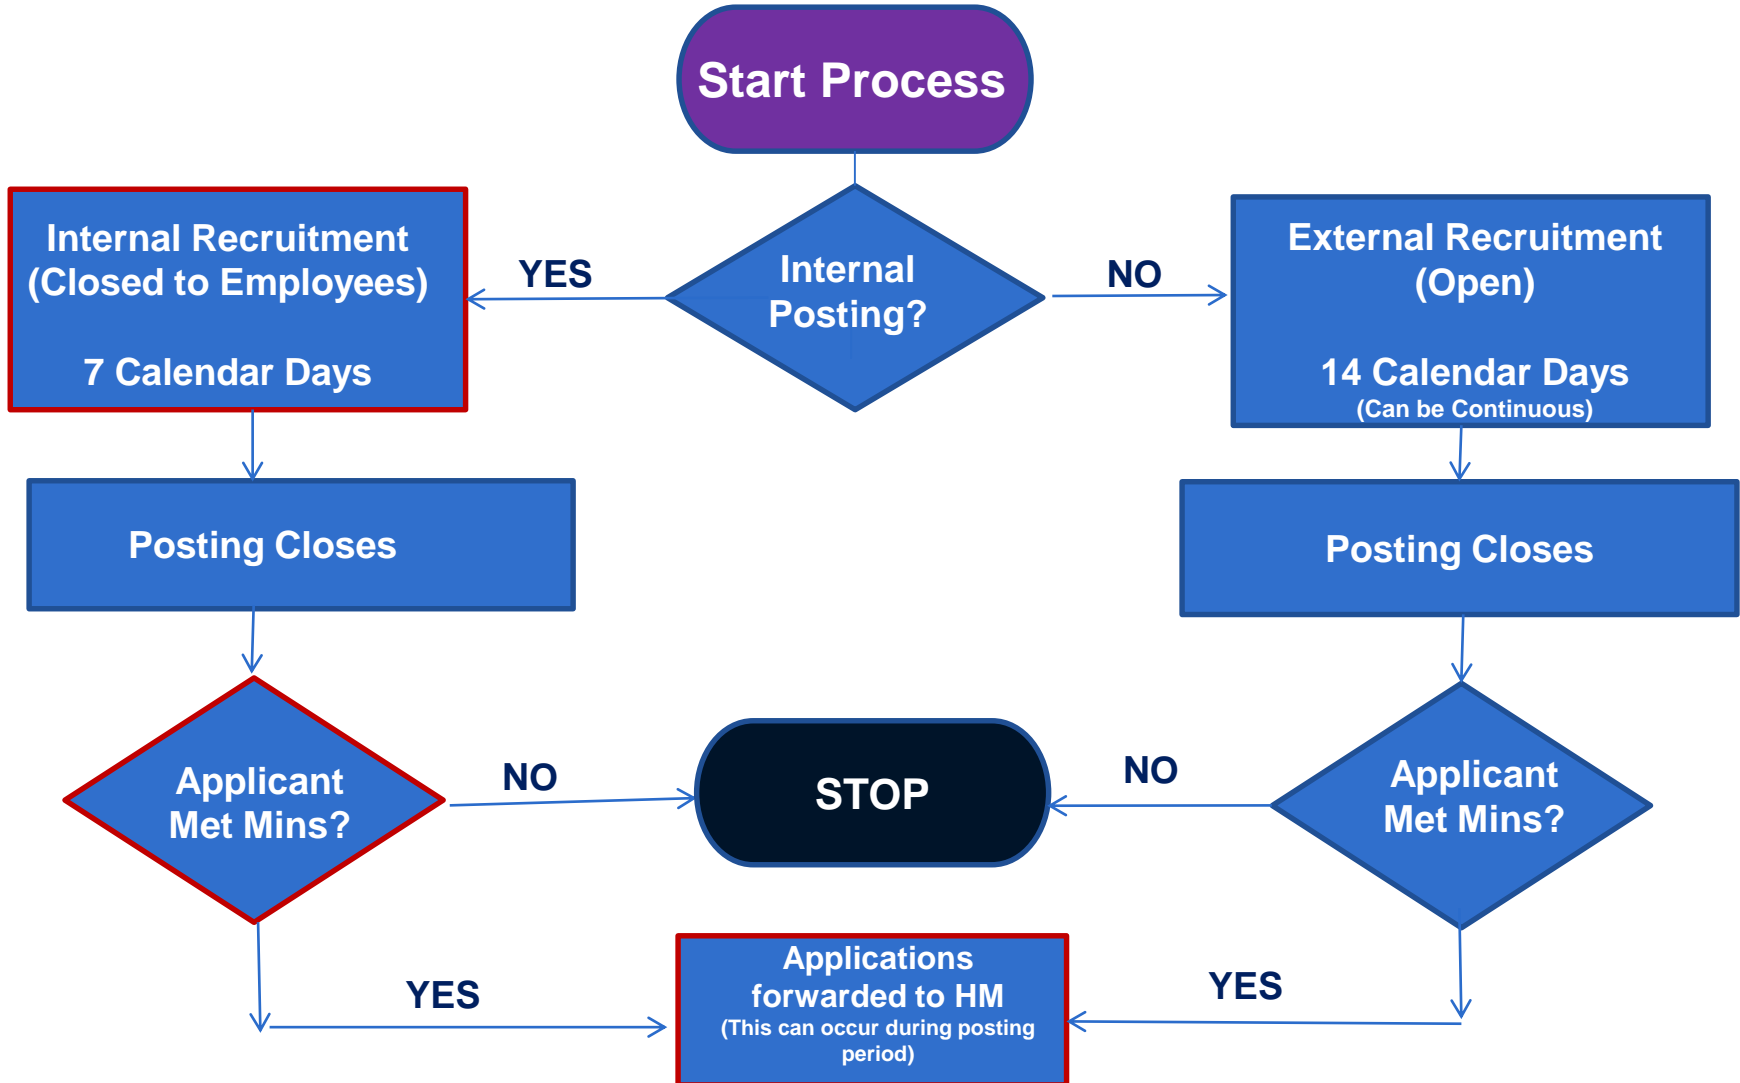 Start Process
Internal Recruitment
(Closed to Employees)
7 Calendar Days
YES
Internal
Posting?
NO
External Recruitment
(Open)
14 Calendar Days
(Can be Continuous)
Posting Closes
Posting Closes
Applicant
Met Mins?
NO
STOP
NO
Applicant
Met Mins?
YES
Applications
forwarded to HM
(This can occur during posting
period)
YES